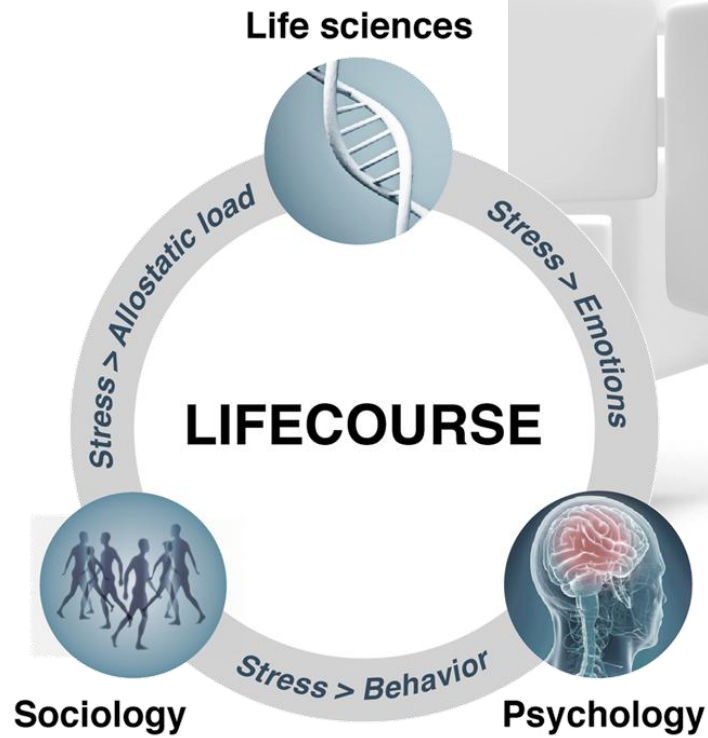 Life sciences
Stress > Allostatic load
Stress > Emotions
LIFECOURSE
Stress > Behavior
Sociology
Psychology